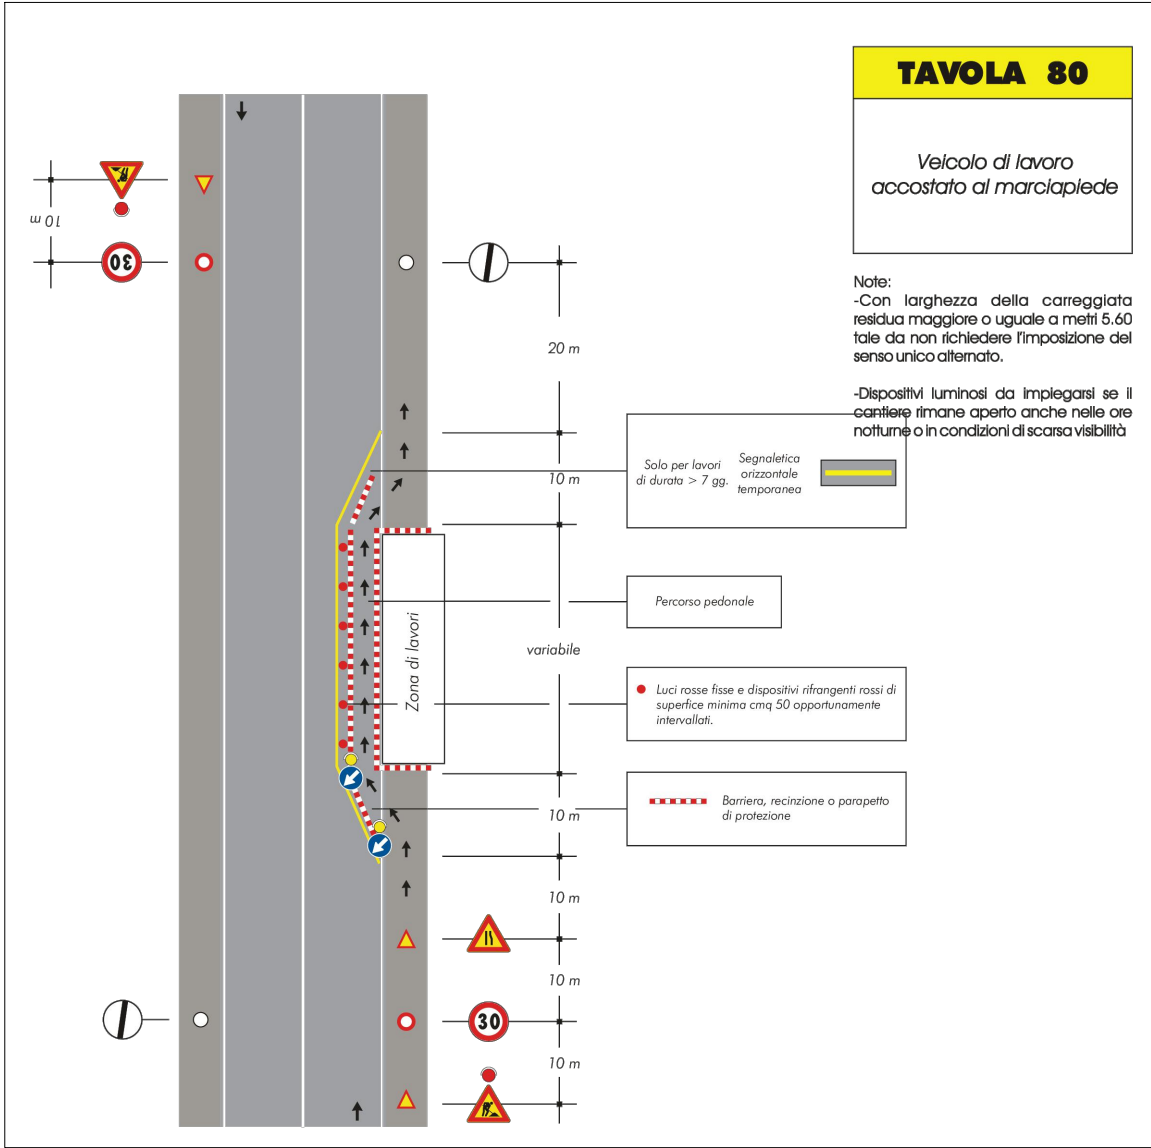 TAVOLA 80
Veicolo di lavoro
accostato al marciapiede
Note:
-Con larghezza della carreggiata
residua maggiore o uguale a metri 5.60
tale da non richiedere l'imposizione del
senso unico alternato.
-Dispositivi luminosi da impiegarsi se il
cantiere rimane aperto anche nelle ore
notturne o in condizioni di scarsa visibilità
10 m
30
20 m
10 m
Solo per lavori
di durata > 7 gg.
Segnaletica
orizzontale
temporanea
Zona di lavori
Percorso pedonale
variabile
Luci rosse fisse e dispositivi rifrangenti rossi di
superfice minima cmq 50 opportunamente
intervallati.
Barriera, recinzione o parapetto
di protezione
10 m
10 m
10 m
30
10 m